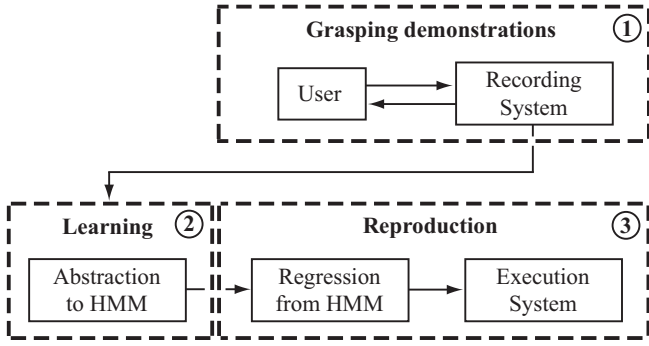 Grasping demonstrations
1
User
Recording
System
Learning
2
Abstraction
to HMM
Reproduction
3
Regression
from HMM
Execution
System